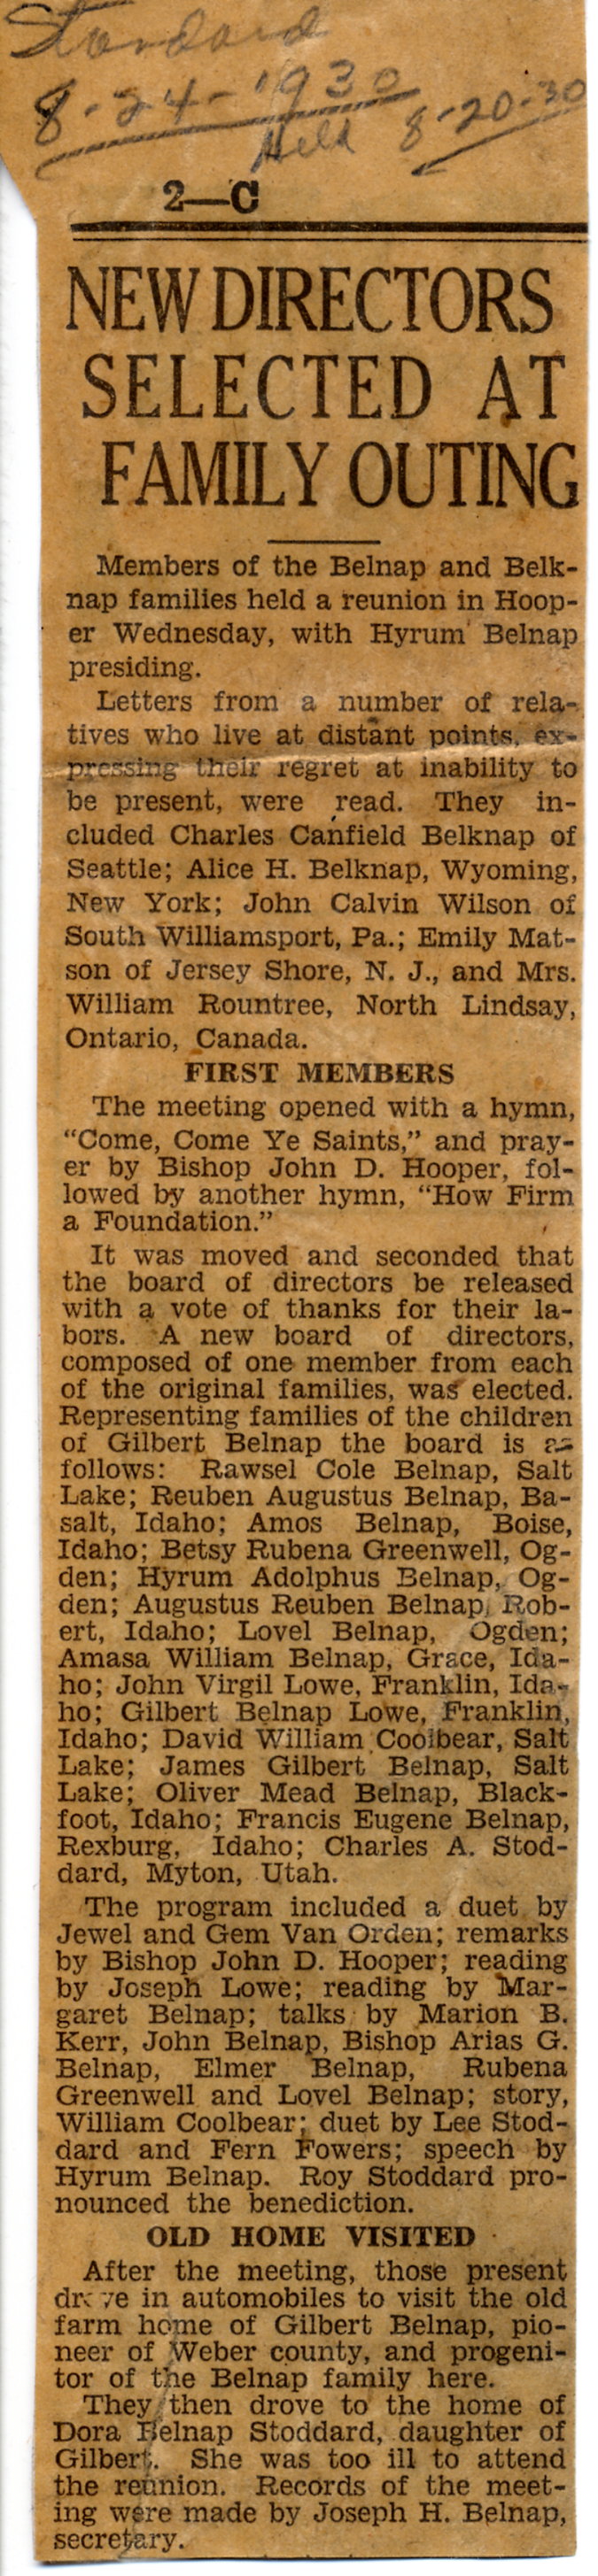 Standard
8-24-1930
Held 8-20-30
2—C
NEW DIRECTORS
SELECTED AT
FAMILY OUTING
Members of the Belnap and Belk-
nap families held a reunion in Hoop-
er Wednesday, with Hyrum Belnap
presiding.
Letters from a number of rela-
tives who live at distant points, ex-
pressing their regret at inability to
be present, were read. They in-
cluded Charles Canfield Belknap of
Seattle; Alice H. Belknap, Wyoming,
New York; John Calvin Wilson of
South Williamsport, Pa.; Emily Mat-
son of Jersey Shore, N. J., and Mrs.
William Rountree, North Lindsay,
Ontario, Canada.
FIRST MEMBERS
The meeting opened with a hymn,
“Come, Come Ye Saints,” and pray-
er by Bishop John D. Hooper, fol-
lowed by another hymn, “How Firm
a Foundation.”
It was moved and seconded that
the board of directors be released
with a vote of thanks for their la-
bors. A new board of directors,
composed of one member from each
of the original families, was elected.
Representing families of the children
of Gilbert Belnap the board is as
follows: Rawsel Cole Belnap, Salt
Lake; Reuben Augustus Belnap, Ba-
salt, Idaho; Amos Belnap, Boise,
Idaho; Betsy Rubena Greenwell, Og-
den; Hyrum Adolphus Belnap, Og-
den; Augustus Reuben Belnap, Rob-
ert, Idaho; Lovel Belnap, Ogden;
Amasa William Belnap, Grace, Ida-
ho; John Virgil Lowe, Franklin, Ida-
ho; Gilbert Belnap Lowe, Franklin,
Idaho; David William Coolbear, Salt
Lake; James Gilbert Belnap, Salt
Lake; Oliver Mead Belnap, Black-
foot, Idaho; Francis Eugene Belnap,
Rexburg, Idaho; Charles A. Stod-
dard, Myton, Utah.
The program included a duet by
Jewel and Gem Van Orden; remarks
by Bishop John D. Hooper; reading
by Joseph Lowe; reading by Mar-
garet Belnap; talks by Marion B.
Kerr, John Belnap, Bishop Arias G.
Belnap, Elmer Belnap, Rubena
Greenwell and Lovel Belnap; story,
William Coolbear; duet by Lee Stod-
dard and Fern Fowers; speech by
Hyrum Belnap. Roy Stoddard pro-
nounced the benediction.
OLD HOME VISITED
After the meeting, those present
drove in automobiles to visit the old
farm home of Gilbert Belnap, pio-
neer of Weber county, and progeni-
tor of the Belnap family here.
They then drove to the home of
Dora Belnap Stoddard, daughter of
Gilbert. She was too ill to attend
the reunion. Records of the meet-
ing were made by Joseph H. Belnap,
secretary.